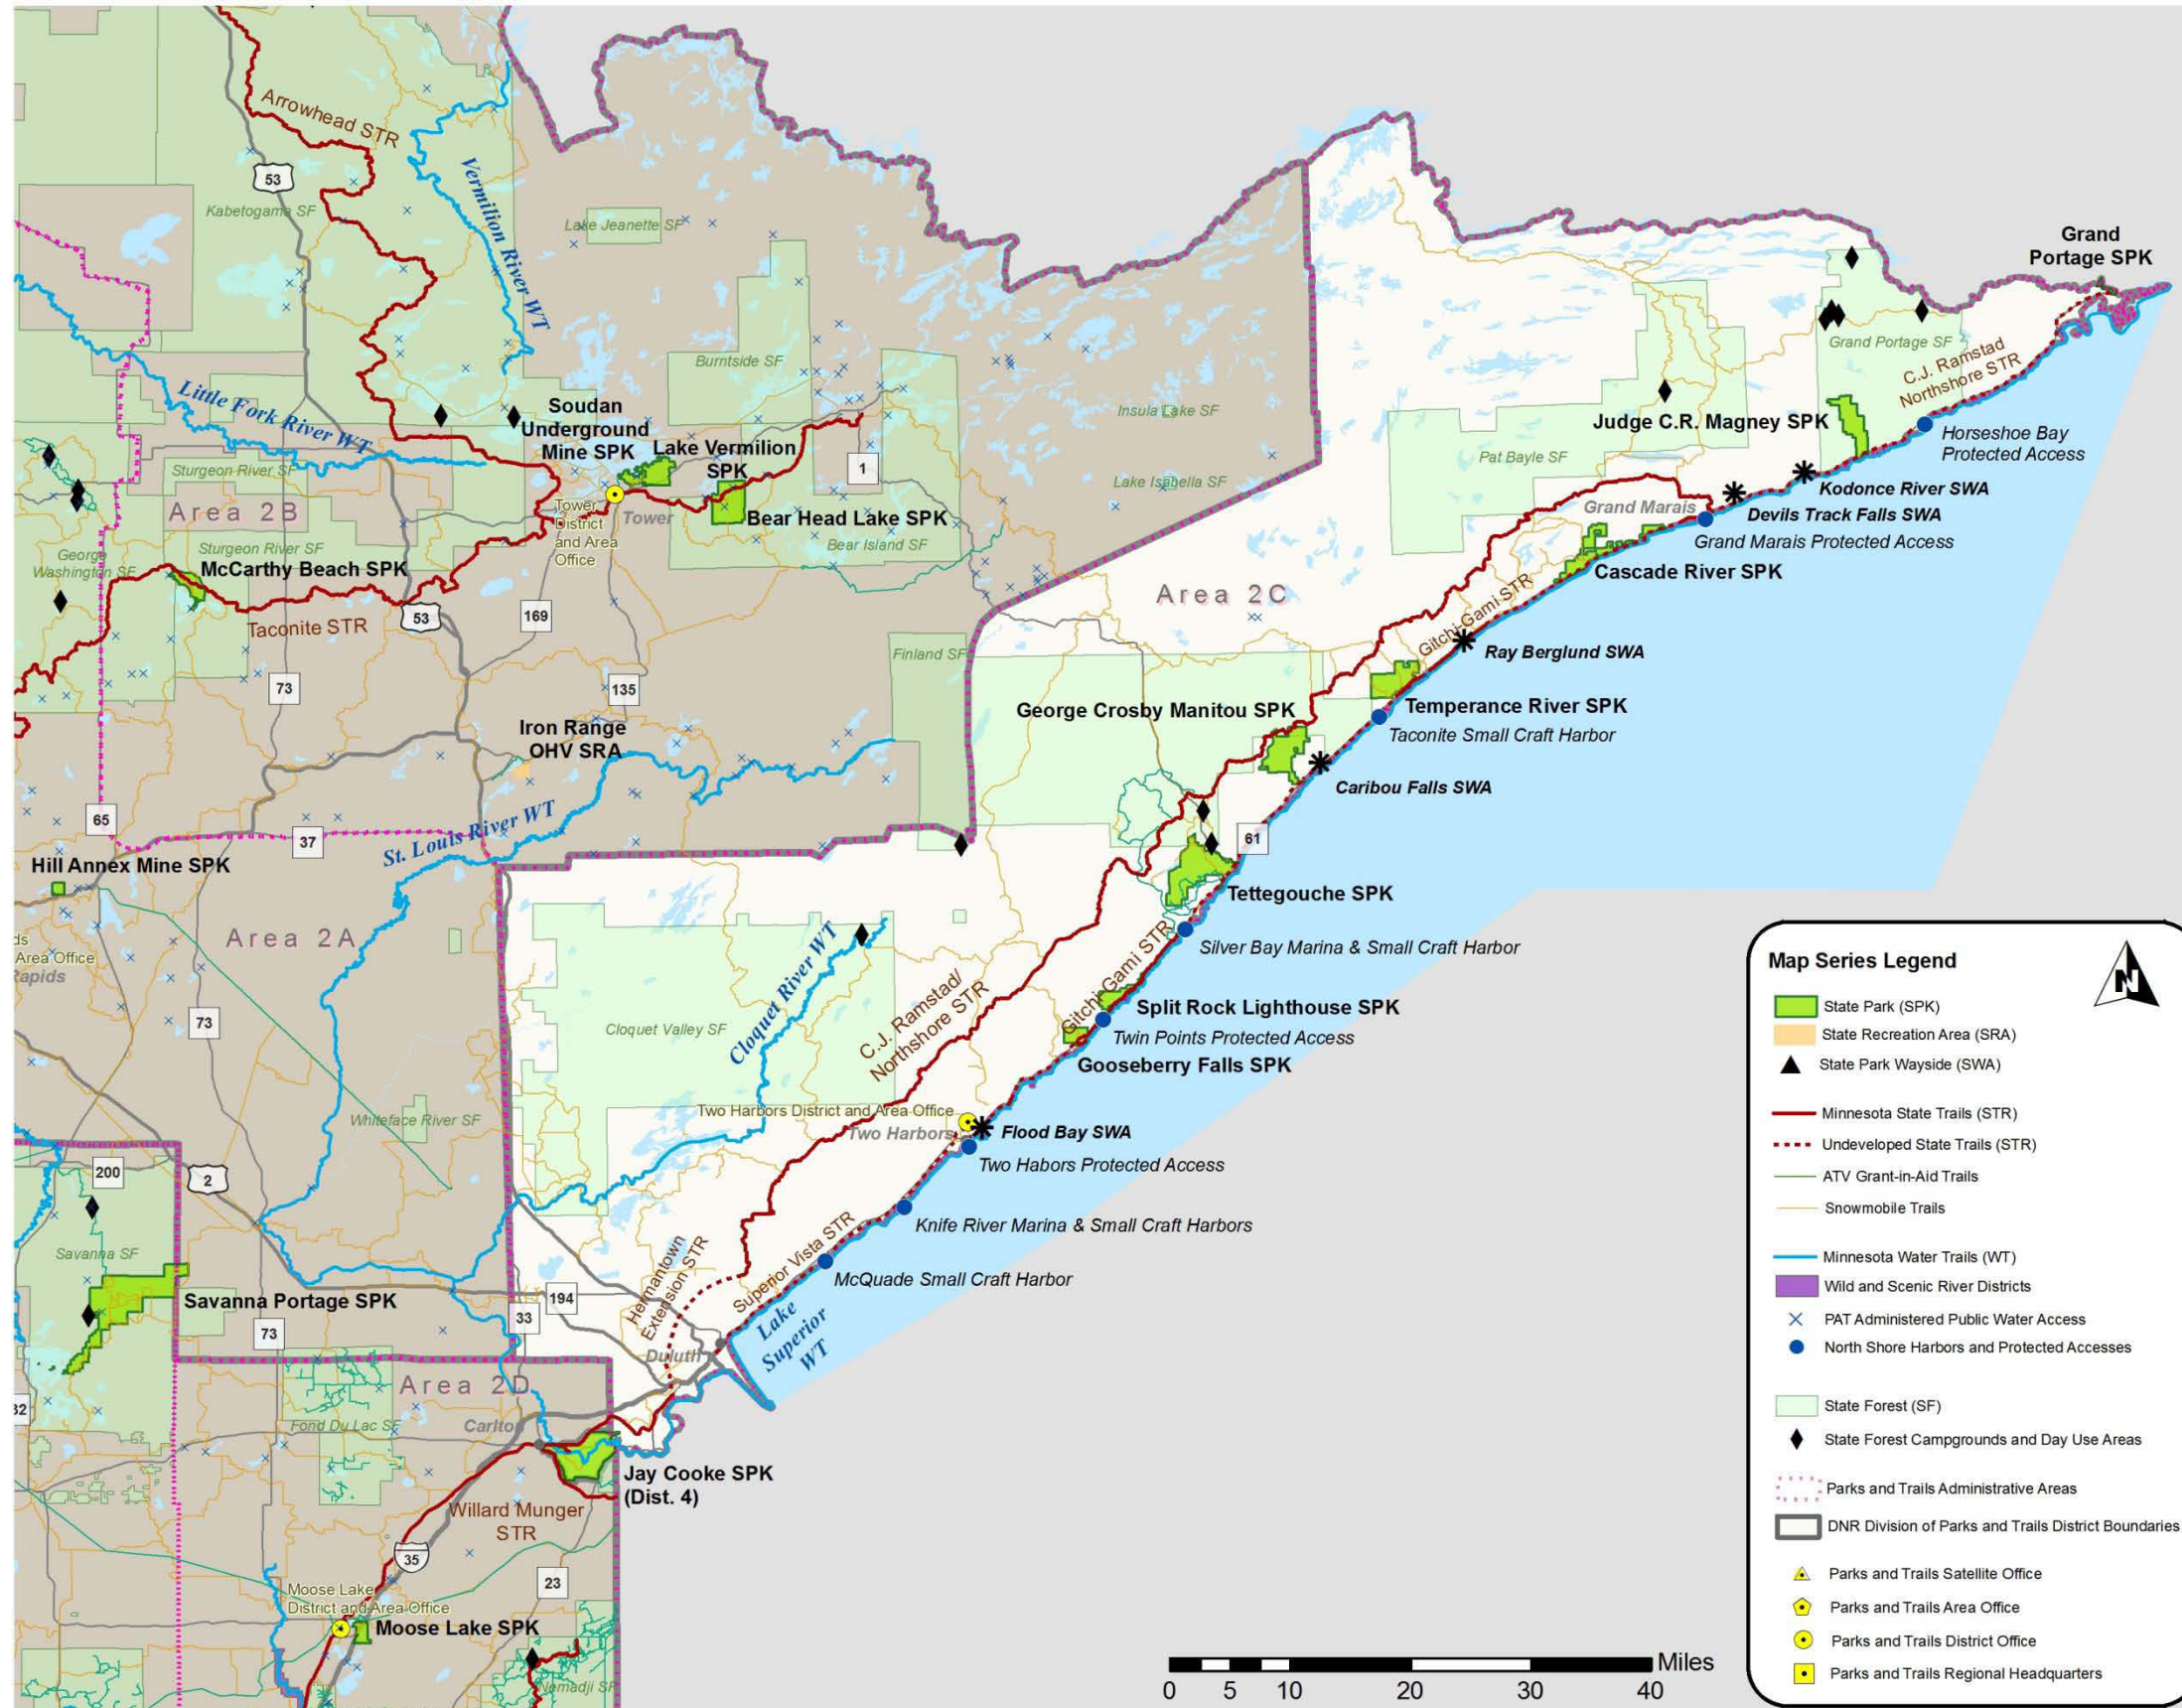 Arrowhead STR
53
Kabetogama SF
Vermilion River WT
Lake Jeanette SF
Grand
Portage SPK
Burntside SF
Grand Portage SF
C.J. Ramstad
Northshore STR
Little Fork River WT
Soudan
Underground
Mine SPK
Lake Vermilion
SPK
1
Insula Lake SF
Judge C.R. Magney SPK
Horseshoe Bay
Protected Access
Sturgeon River SF
Pat Bayle SF
Lake Isabella SF
Kodonce River SWA
Area 2B
Tower
District
and Area
Office
Tower
Bear Head Lake SPK
Grand Marais
Devils Track Falls SWA
Grand Marais Protected Access
Sturgeon River SF
Bear Island SF
George
Washington SF
McCarthy Beach SPK
Cascade River SPK
Area 2C
53
169
Taconite STR
Gitchi-Gami STR
Finland SF
Ray Berglund SWA
73
135
George Crosby Manitou SPK
Temperance River SPK
Taconite Small Craft Harbor
Iron Range
OHV SRA
Caribou Falls SWA
65
37
St. Louis River WT
61
Hill Annex Mine SPK
Tettegouche SPK
Area 2A
ds
Area Office
Rapids
Silver Bay Marina & Small Craft Harbor
Cloquet River WT
C.J. Ramstad/
Northshore STR
Gitchi-Gami STR
73
Cloquet Valley SF
Split Rock Lighthouse SPK
Twin Points Protected Access
Gooseberry Falls SPK
Whiteface River SF
Two Harbors District and Area Office
Two Harbors
Flood Bay SWA
Two Habors Protected Access
200
2
Knife River Marina & Small Craft Harbors
Savanna SF
Hermantown
Extension STR
Superior Vista STR
McQuade Small Craft Harbor
Savanna Portage SPK
194
33
73
Lake
Superior
WT
Duluth
Area 2D
32
Fond Du Lac SF
Carlton
Jay Cooke SPK
(Dist. 4)
Willard Munger
STR
35
23
Moose Lake
District and Area Office
Moose Lake SPK
Nemadji SF
Miles
0 5 10 20 30 40
Map Series Legend
N
State Park (SPK)
State Recreation Area (SRA)
State Park Wayside (SWA)
Minnesota State Trails (STR)
Undeveloped State Trails (STR)
ATV Grant-in-Aid Trails
Snowmobile Trails
Minnesota Water Trails (WT)
Wild and Scenic River Districts
PAT Administered Public Water Access
North Shore Harbors and Protected Accesses
State Forest (SF)
State Forest Campgrounds and Day Use Areas
Parks and Trails Administrative Areas
DNR Division of Parks and Trails District Boundaries
Parks and Trails Satellite Office
Parks and Trails Area Office
Parks and Trails District Office
Parks and Trails Regional Headquarters